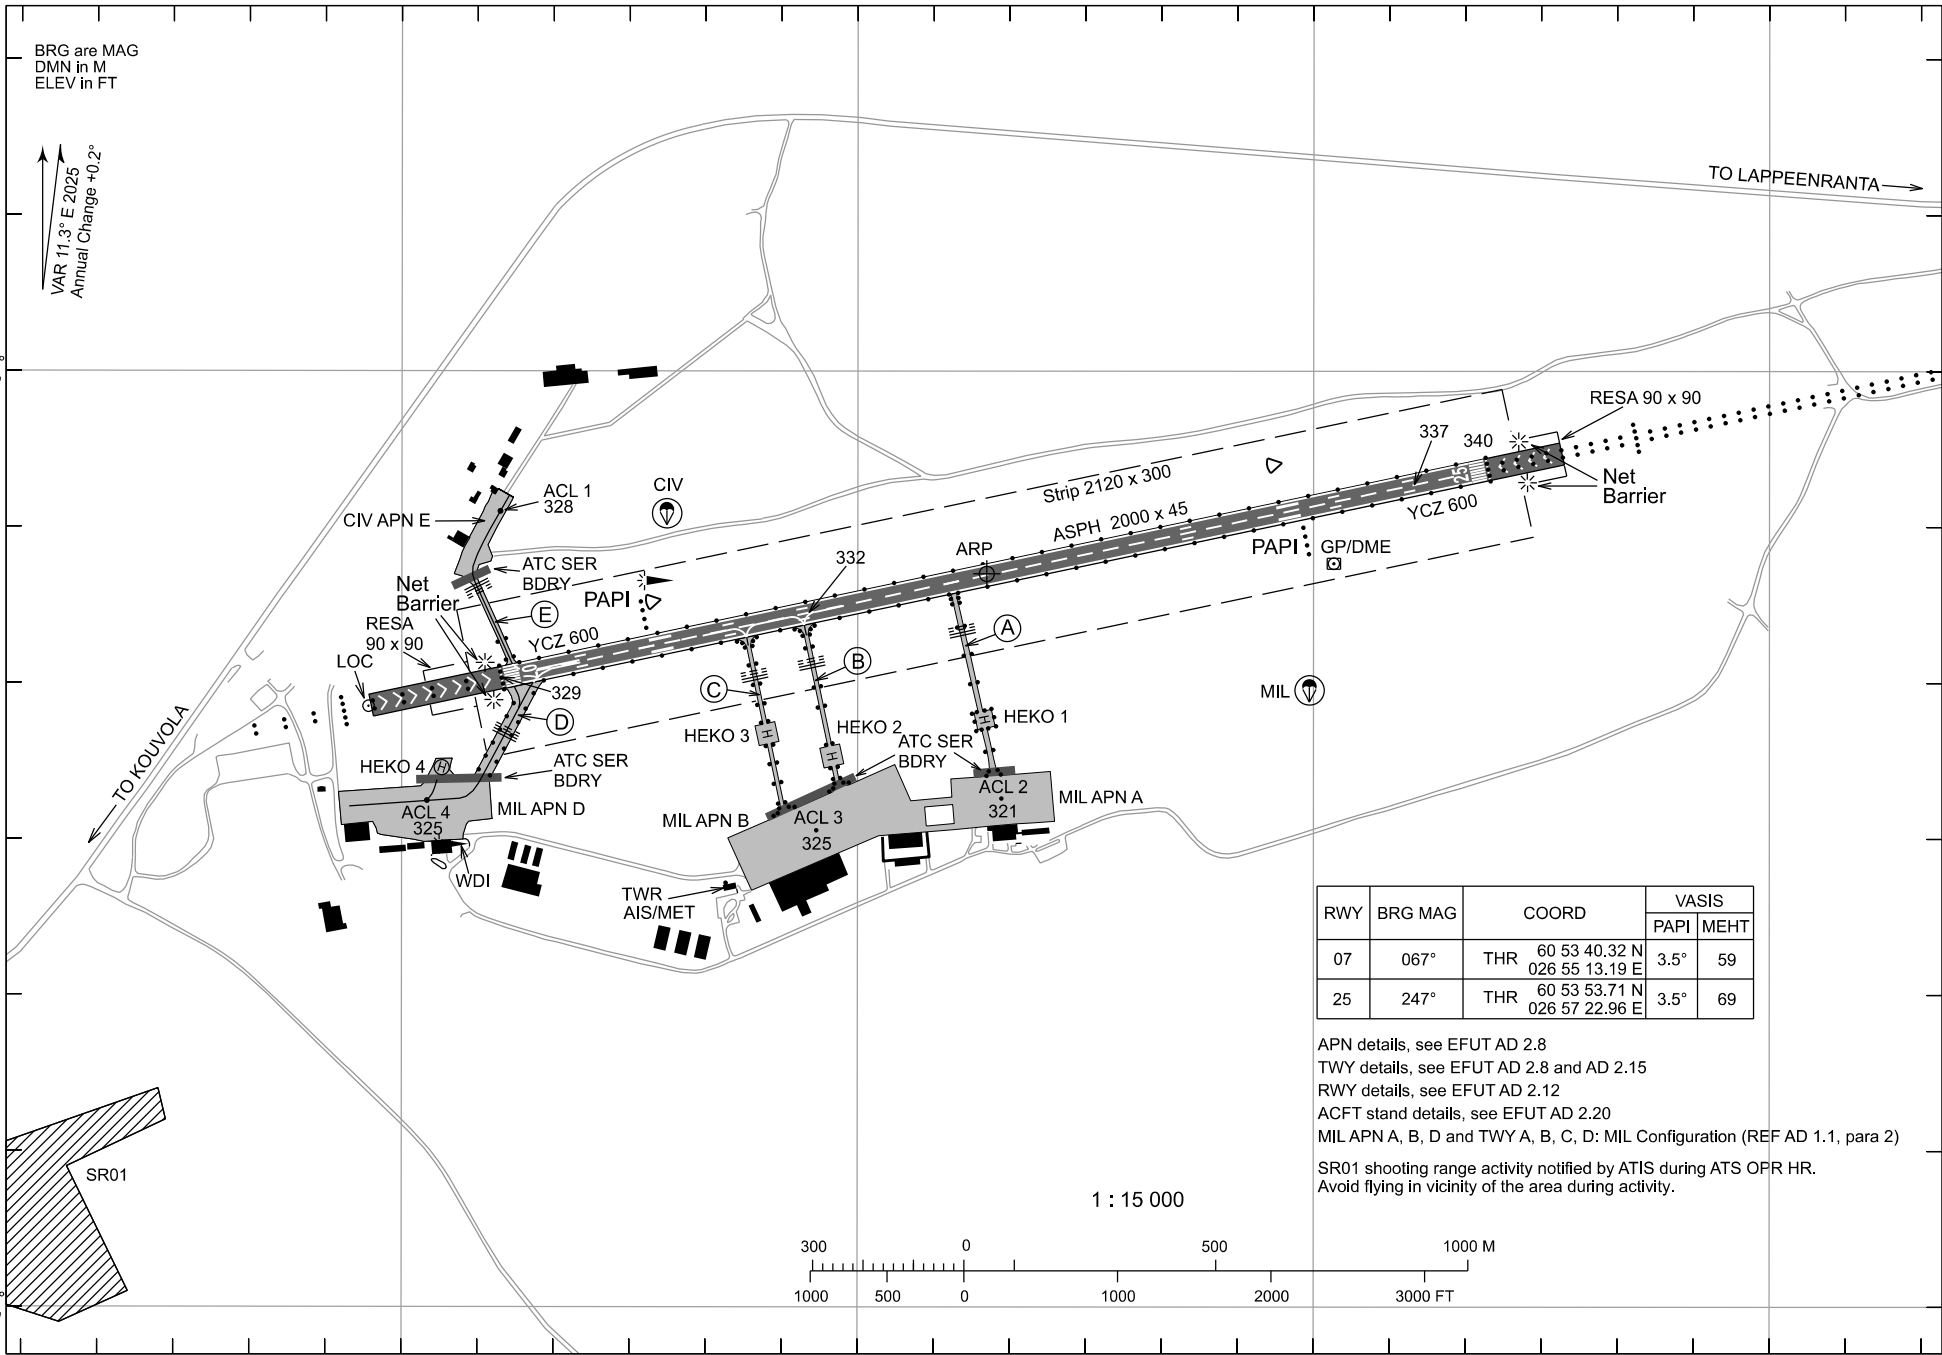 BRG are MAG
DMN in M
ELEV in FT
VAR 11.3° E 2025
Annual Change +0.2°
TO LAPPEENRANTA
RESA 90 x 90
337
340
25
Net
Barrier
YCZ 600
Strip 2120 x 300
ASPH 2000 x 45
ARP
PAPI
GP/DME
CIV
ACL 1
328
CIV APN E
ATC SER
BDRY
332
Net
Barrier
PAPI
E
RESA
90 x 90
YCZ 600
LOC
A
B
C
329
D
MIL
HEKO 1
HEKO 2
HEKO 3
H
H
H
ATC SER
BDRY
ATC SER
BDRY
HEKO 4
H
TO KOUVOLA
ACL 4
325
MIL APN D
MIL APN B
ACL 3
325
ACL 2
321
MIL APN A
WDI
TWR
AIS/MET
RWY BRG MAG COORD VASIS
PAPI MEHT
07 067° THR 60 53 40.32 N 3.5° 59
026 55 13.19 E
25 247° THR 60 53 53.71 N 3.5° 69
026 57 22.96 E
APN details, see EFUT AD 2.8
TWY details, see EFUT AD 2.8 and AD 2.15
RWY details, see EFUT AD 2.12
ACFT stand details, see EFUT AD 2.20
MIL APN A, B, D and TWY A, B, C, D: MIL Configuration (REF AD 1.1, para 2)
SR01 shooting range activity notified by ATIS during ATS OPR HR.
Avoid flying in vicinity of the area during activity.
SR01
1 : 15 000
300 0 500 1000 M
1000 500 0 1000 2000 3000 FT